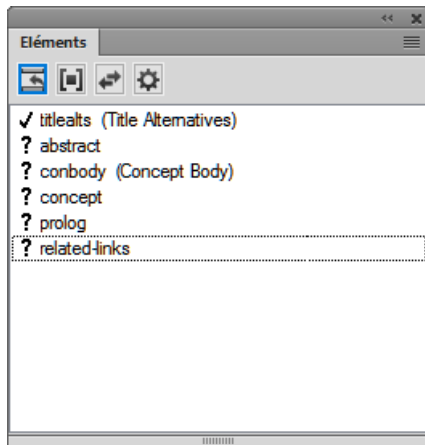 Eléments
✓ titlealts (Title Alternatives)
? abstract
? conbody (Concept Body)
? concept
? prolog
? related-links